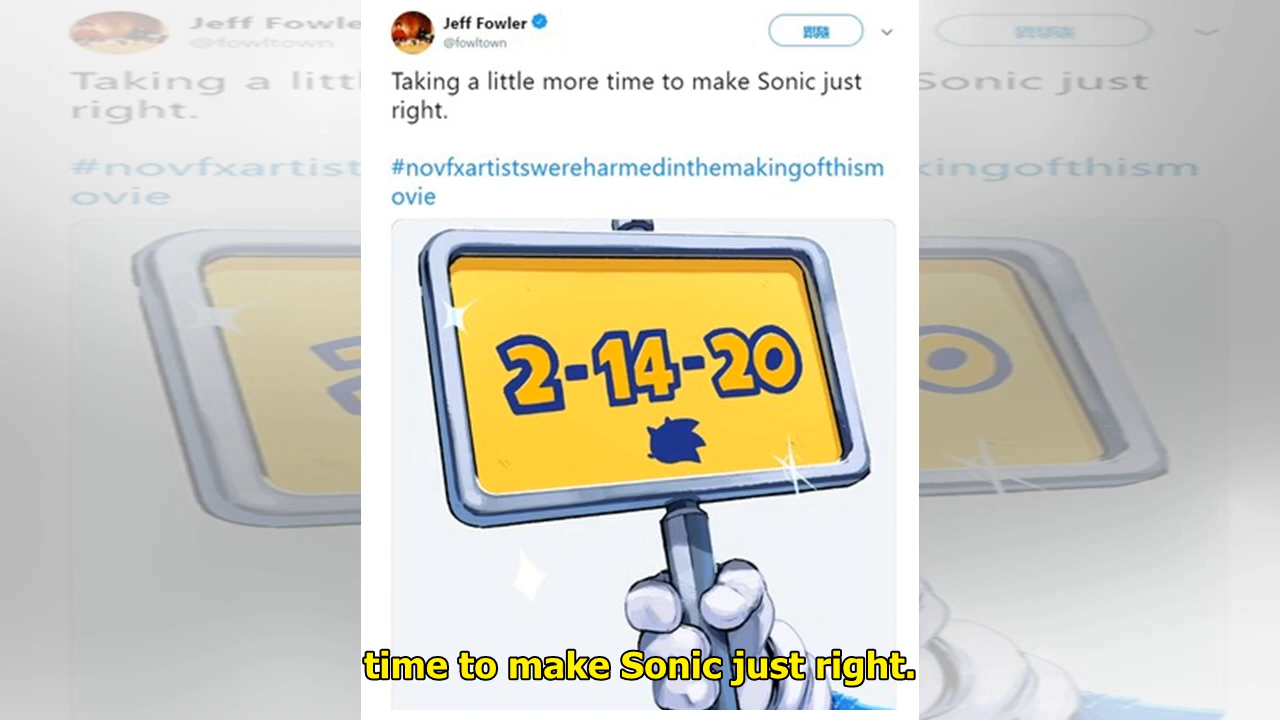 Jeff Fowler
@fowltown
Taking a little more time to make Sonic just
right.
#novfxartistswereharmedinthemakingofthism
ovie
2-14-20
time to make Sonic just right.